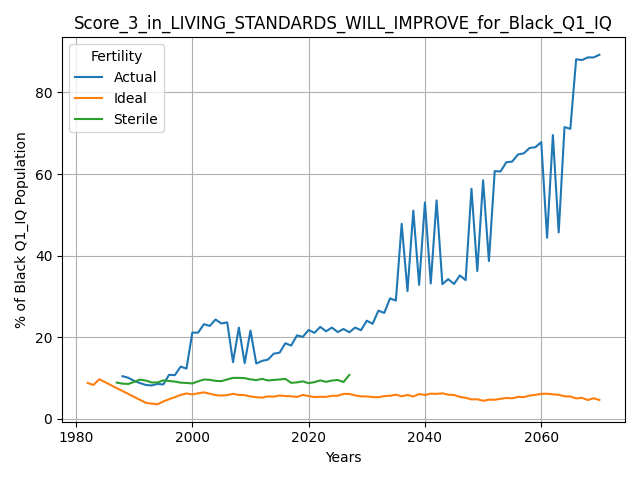 Score_3_in_LIVING_STANDARDS_WILL_IMPROVE_for_Black_Q1_IQ
Fertility
Actual
Ideal
Sterile
% of Black Q1_IQ Population
80
60
40
20
0
1980 2000 2020 2040 2060
Years